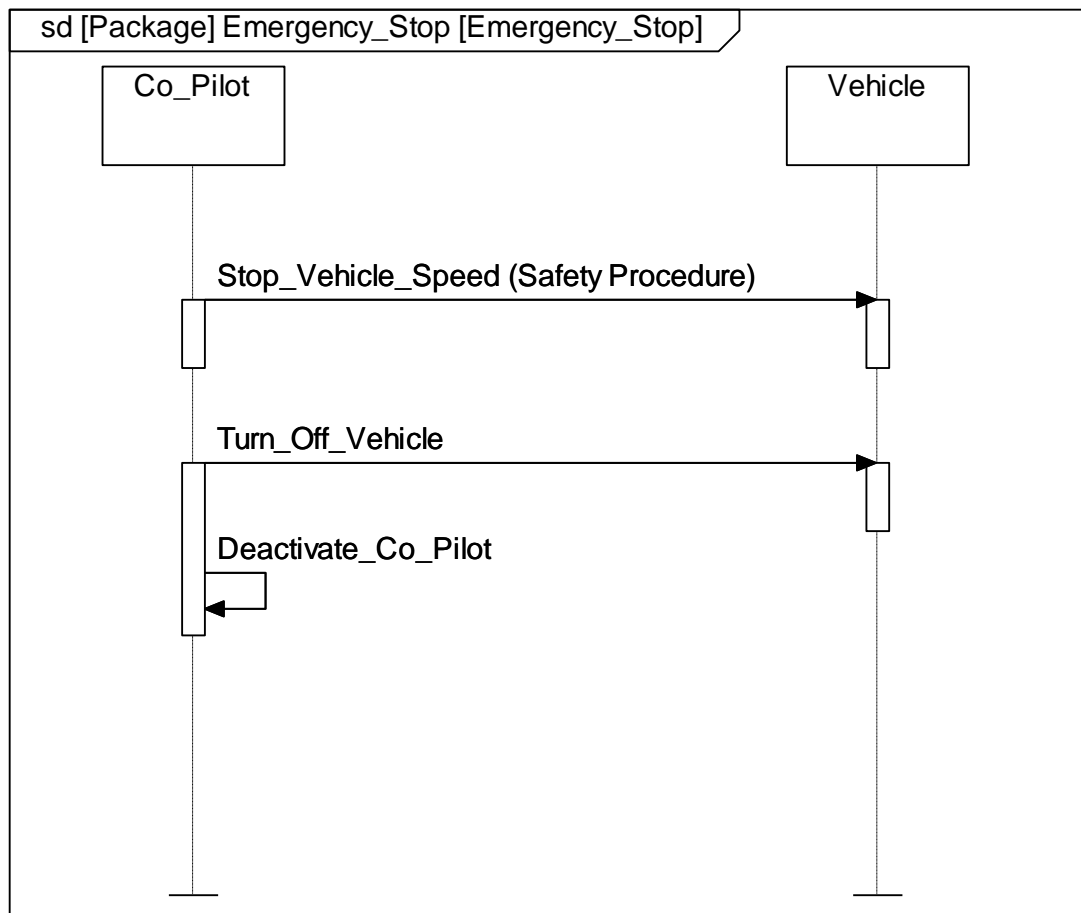 sd [Package] Emergency_Stop [Emergency_Stop]
Co_Pilot
Vehicle
Stop_Vehicle_Speed (Safety Procedure)
Turn_Off_Vehicle
Deactivate_Co_Pilot